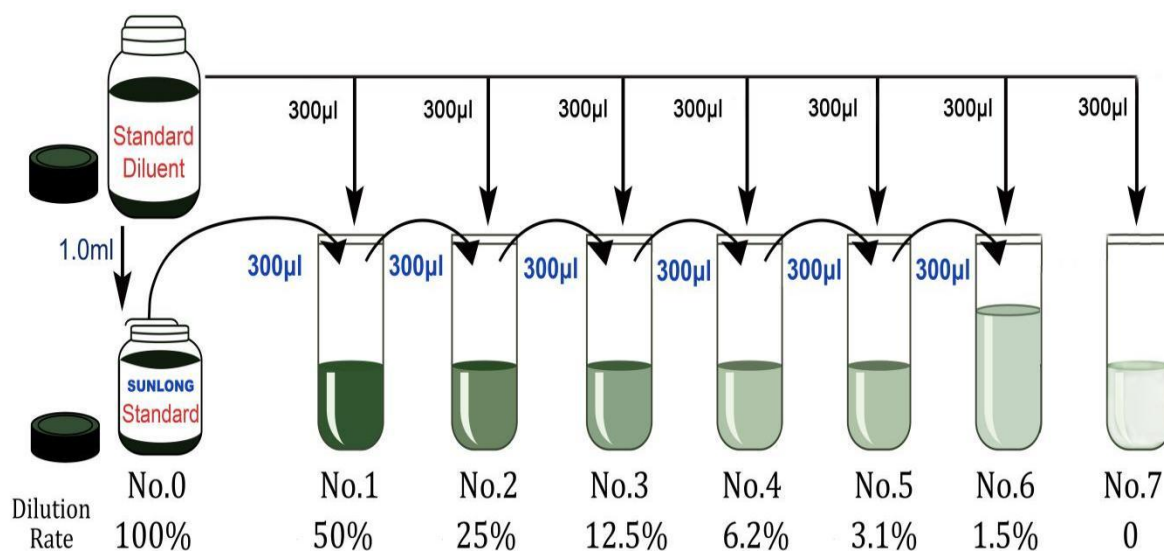 300µl 300µl 300µl 300µl 300µl 300µl 300µl
Standard
Diluent
1.0ml
300µl 300µl 300µl 300µl 300µl 300µl
SUNLONG
Standard
No.0 No.1 No.2 No.3 No.4 No.5 No.6 No.7
Dilution
Rate 100% 50% 25% 12.5% 6.2% 3.1% 1.5% 0